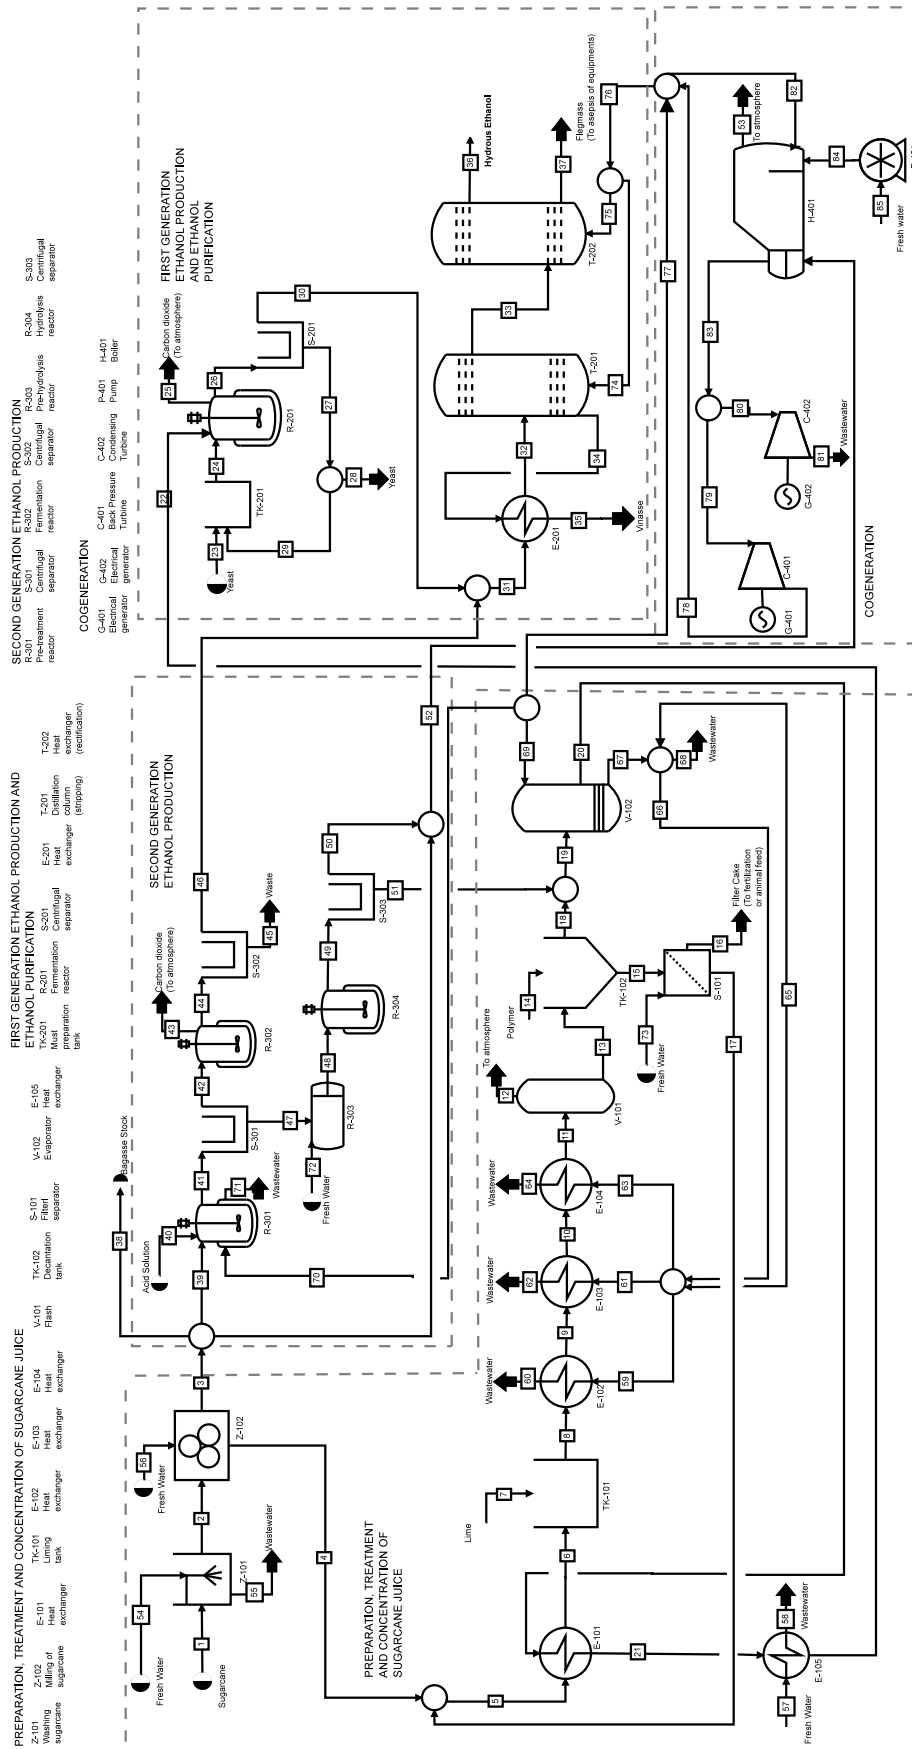 PREPARATION, TREATMENT AND CONCENTRATION OF SUGARCANE JUICE
Z-101
Washing
sugarcane
Z-102
Milling of
sugarcane
E-101
Heat
exchanger
TK-101
Liming
tank
E-102
Heat
exchanger
E-103
Heat
exchanger
E-104
Heat
exchanger
V-101
Flash
TK-102
Decantation
tank
S-101
Filtert
separator
V-102
Evaporator
E-105
Heat
exchanger
FIRST GENERATION ETHANOL PRODUCTION AND
ETHANOL PURIFICATION
TK-201
Must
preparation
tank
R-201
Fermentation
reactor
S-201
Centrifugal
separator
E-201
Heat
exchanger
T-201
Distillation
column
(stripping)
T-202
Heat
exchanger
(rectification)
SECOND GENERATION ETHANOL PRODUCTION
R-301
Pre-treatment
reactor
S-301
Centrifugal
separator
R-302
Fermentation
reactor
S-302
Centrifugal
separator
R-303
Pre-hydrolysis
reactor
R-304
Hydrolysis
reactor
S-303
Centrifugal
separator
COGENERATION
G-401
Electrical
generator
G-402
Electrical
generator
C-401
Back Pressure
Turbine
C-402
Condensing
Turbine
P-401
Pump
H-401
Boiler
Fresh Water
54
Sugarcane
1
Z-101
55
Wastewater
2
Fresh Water
56
Z-102
3
4
38
Bagasse Stock
39
Acid Solution
40
R-301
71
Wastewater
41
70
S-301
42
47
Fresh Water
72
R-303
43
Carbon dioxide
(To atmosphere)
R-302
44
48
R-304
S-302
45
Waste
46
49
S-303
50
51
52
SECOND GENERATION
ETHANOL PRODUCTION
22
Yeast
23
TK-201
24
25
Carbon dioxide
(To atmosphere)
R-201
26
29
28
Yeast
27
S-201
30
FIRST GENERATION
ETHANOL PRODUCTION
AND ETHANOL
PURIFICATION
31
E-201
35
Vinasse
32
34
T-201
33
74
T-202
75
76
36
Hydrous Ethanol
37
Flegmass
(To asepsis of equipments)
PREPARATION, TREATMENT
AND CONCENTRATION OF
SUGARCANE JUICE
5
E-101
21
6
Lime
7
TK-101
8
E-102
59
60
Wastewater
9
E-103
61
62
Wastewater
10
E-104
63
64
Wastewater
11
V-101
12
To atmosphere
13
Polymer
14
TK-102
15
18
Fresh Water
73
S-101
16
Filter Cake
(To fertilization
or animal feed)
17
19
V-102
20
67
69
68
Wastewater
66
65
Fresh Water
57
E-105
58
Wastewater
77
78
G-401
C-401
79
G-402
C-402
80
81
Wastewater
83
H-401
53
To atmosphere
82
84
85
Fresh water
COGENERATION